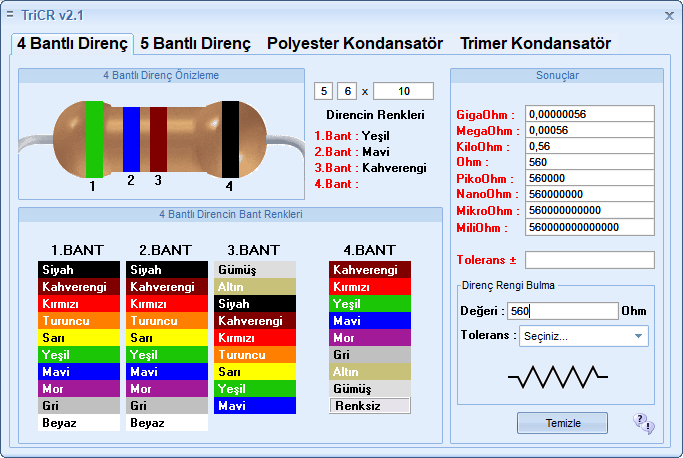 TriCR v2.1
4 Bantlı Direnç 5 Bantlı Direnç Polyester Kondansatör Trimer Kondansatör
4 Bantlı Direnç Önizleme
1 2 3 4
5 6 x 10
Direncin Renkleri
1.Bant : Yeşil
2.Bant : Mavi
3.Bant : Kahverengi
4.Bant :
4 Bantlı Direncin Bant Renkleri
1.BANT
Siyah
Kahverengi
Kırmızı
Turuncu
Sarı
Yeşil
Mavi
Mor
Gri
Beyaz
2.BANT
Siyah
Kahverengi
Kırmızı
Turuncu
Sarı
Yeşil
Mavi
Mor
Gri
Beyaz
3.BANT
Gümüş
Altın
Siyah
Kahverengi
Kırmızı
Turuncu
Sarı
Yeşil
Mavi
4.BANT
Kahverengi
Kırmızı
Yeşil
Mavi
Mor
Gri
Altın
Gümüş
Renksiz
Sonuçlar
GigaOhm : 0,00000056
MegaOhm : 0,00056
KiloOhm : 0,56
Ohm : 560
PikoOhm : 560000
NanoOhm : 560000000
MikroOhm : 560000000000
MiliOhm : 560000000000000
Tolerans ±
Direnç Rengi Bulma
Değeri : 560 Ohm
Tolerans : Seçiniz...
Temizle